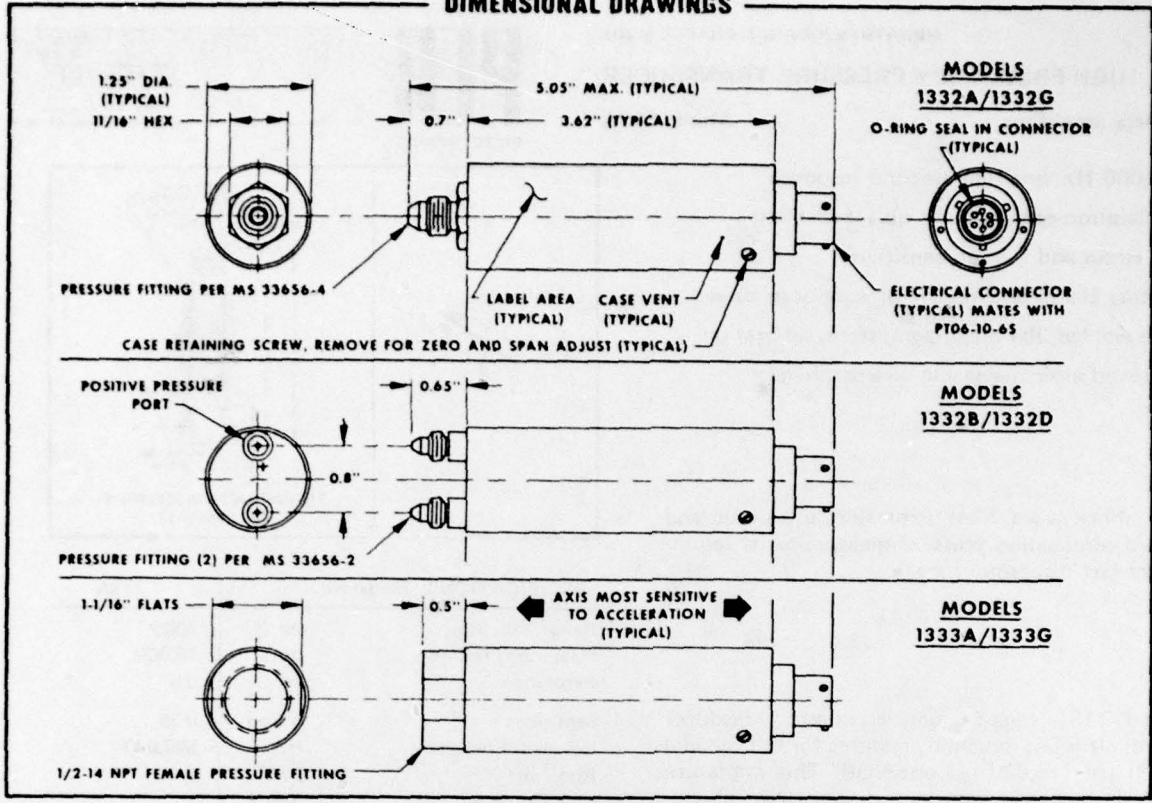 DIMENSIONAL DRAWINGS
1.25" DIA.
(TYPICAL)
11/16" HEX
5.05" MAX. (TYPICAL)
0.7"
3.62" (TYPICAL)
MODELS
1332A/1332G
O-RING SEAL IN CONNECTOR
(TYPICAL)
PRESSURE FITTING PER MS 33656-4
LABEL AREA
(TYPICAL)
CASE VENT
(TYPICAL)
ELECTRICAL CONNECTOR
(TYPICAL) MATES WITH
PT06-10-6S
CASE RETAINING SCREW, REMOVE FOR ZERO AND SPAN ADJUST (TYPICAL)
POSITIVE PRESSURE
PORT
0.65"
MODELS
1332B/1332D
0.8"
PRESSURE FITTING (2) PER MS 33656-2
1-1/16" FLATS
0.5"
AXIS MOST SENSITIVE
TO ACCELERATION
(TYPICAL)
MODELS
1333A/1333G
1/2-14 NPT FEMALE PRESSURE FITTING